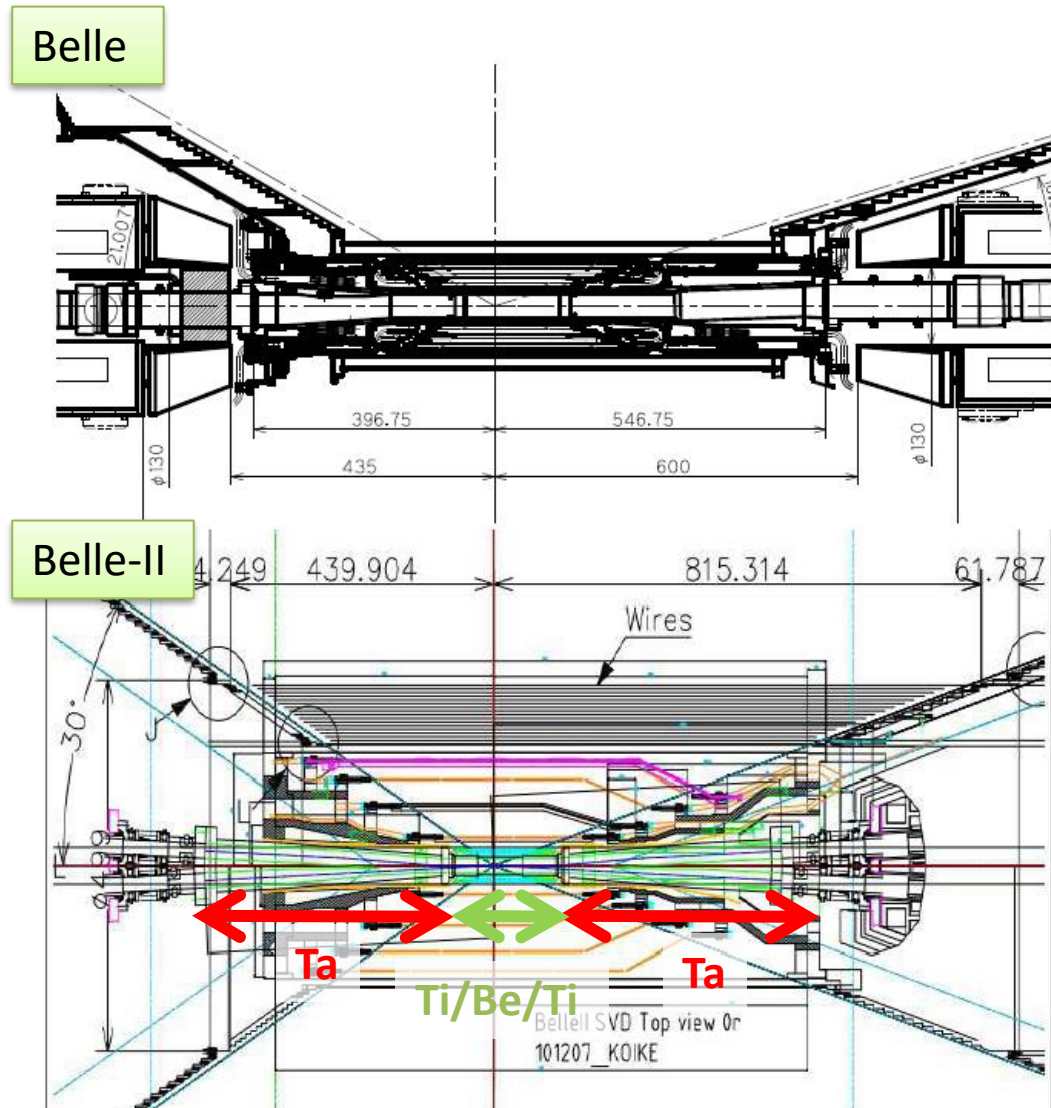 Belle
21.007
396.75
546.75
φ130
435
600
φ130
Belle-II
4.249
439.904
815.314
61.787
Wires
30°
J
Ta
Ta
Ti/Be/Ti
BelleII SVD Top view 0r
101207_KOIKE